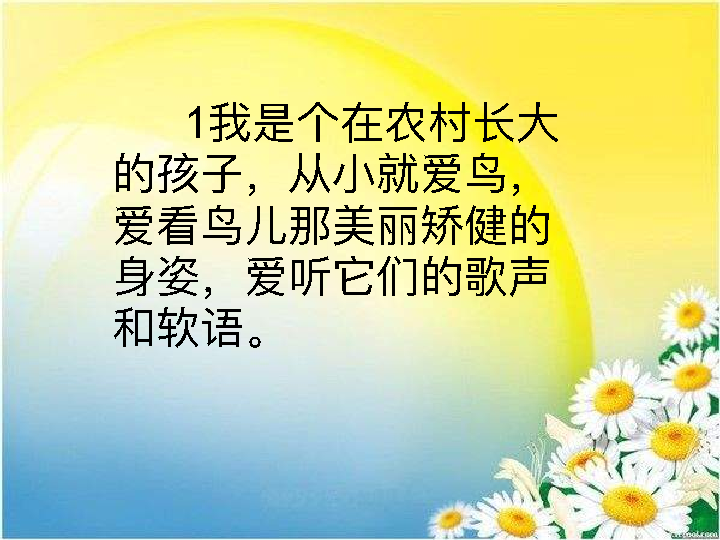 1我是个在农村长大
的孩子，从小就爱鸟，
爱看鸟儿那美丽矫健的
身姿，爱听它们的歌声
和软语。